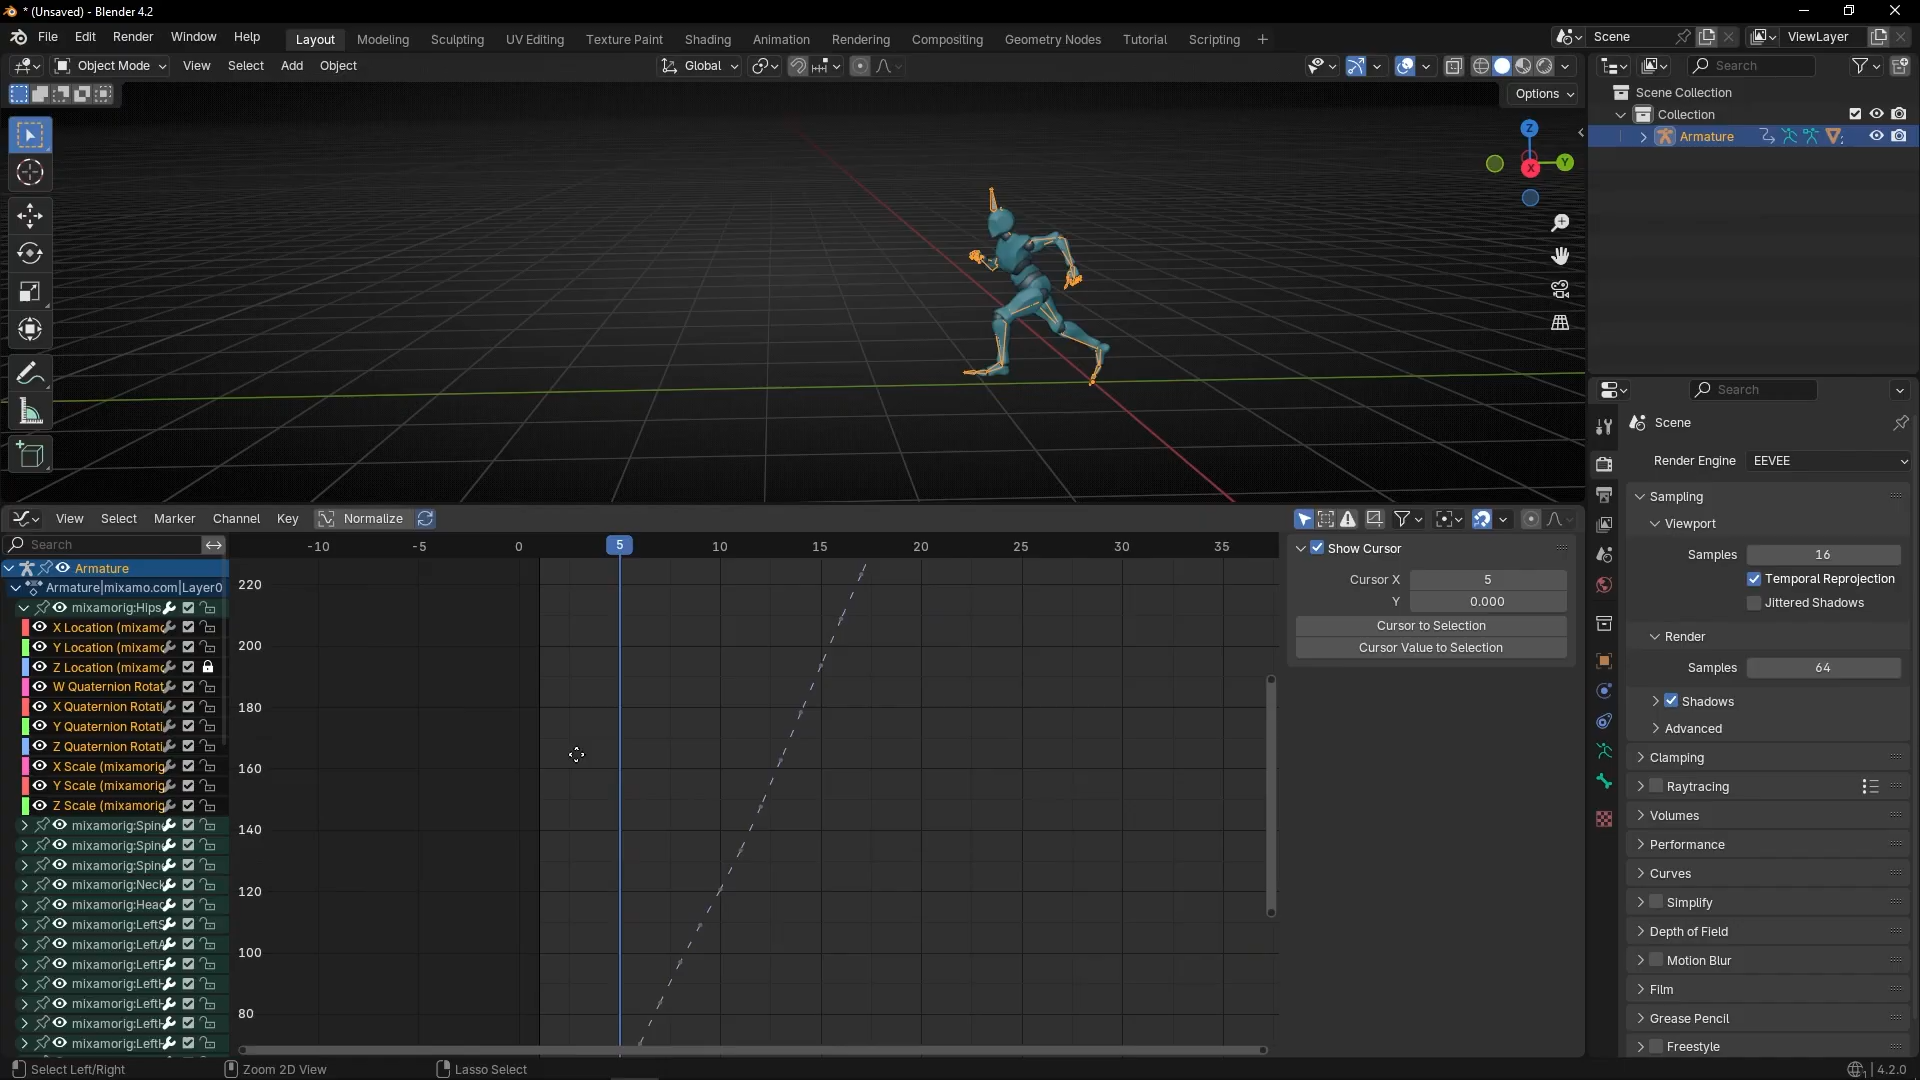 * (Unsaved) - Blender 4.2
File Edit Render Window Help Layout Modeling Sculpting UV Editing Texture Paint Shading Animation Rendering Compositing Geometry Nodes Tutorial Scripting + Scene ViewLayer
Object Mode View Select Add Object Global Search
Options
Scene Collection
Collection
Armature
Z
Y
X
Search
Scene
Render Engine EEVEE
Sampling
Viewport
Samples 16
Temporal Reprojection
Jittered Shadows
Render
Samples 64
Shadows
Advanced
Clamping
Raytracing
Volumes
Performance
Curves
Simplify
Depth of Field
Motion Blur
Film
Grease Pencil
Freestyle
View Select Marker Channel Key Normalize
Search
-10 -5 0 5 10 15 20 25 30 35
Armature
Armature|mixamo.com|Layer0
mixamorig:Hips
X Location (mixamo
Y Location (mixamo
Z Location (mixamo
W Quaternion Rotat
X Quaternion Rotati
Y Quaternion Rotati
Z Quaternion Rotati
X Scale (mixamorig
Y Scale (mixamorig
Z Scale (mixamorig
mixamorig:Spin
mixamorig:Spin
mixamorig:Spin
mixamorig:Neck
mixamorig:Head
mixamorig:LeftS
mixamorig:LeftA
mixamorig:LeftF
mixamorig:LeftH
mixamorig:LeftH
mixamorig:LeftH
mixamorig:LeftH
220
200
180
160
140
120
100
80
Show Cursor
Cursor X 5
Y 0.000
Cursor to Selection
Cursor Value to Selection
Select Left/Right Zoom 2D View Lasso Select 4.2.0